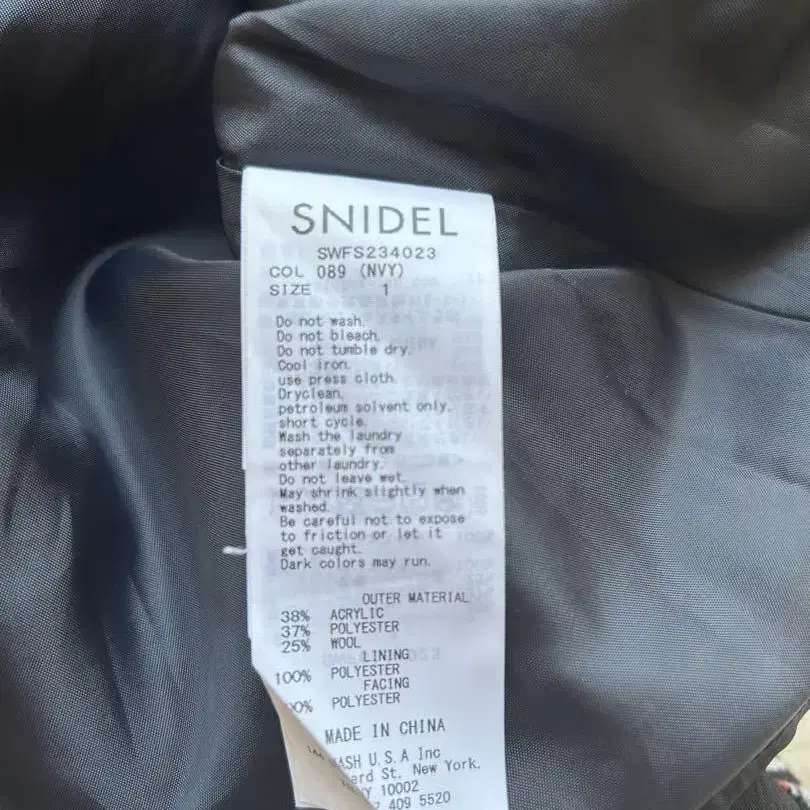 SNIDEL
SWFS234023
COL 089 (NVY)
SIZE 1
Do not wash.
Do not bleach.
Do not tumble dry.
Cool iron.
use press cloth.
Dryclean.
petroleum solvent only.
short cycle.
Wash the laundry
separately from
other laundry.
Do not leave wet.
May shrink slightly when
washed.
Be careful not to expose
to friction or let it
get caught.
Dark colors may run.
OUTER MATERIAL
38% ACRYLIC
37% POLYESTER
25% WOOL
LINING
100% POLYESTER
FACING
00% POLYESTER
MADE IN CHINA
ASH U.S.A Inc
ard St. New York.
Y 10002
409 5520